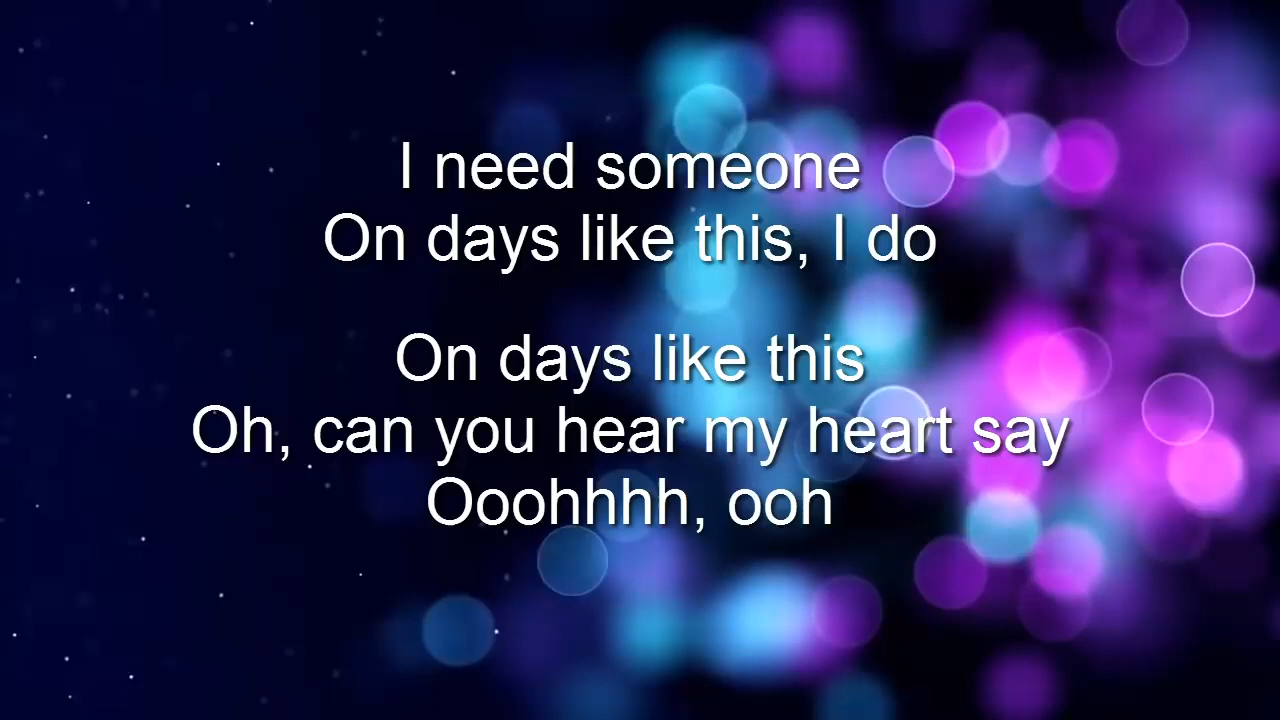 I need someone
On days like this, I do
On days like this
Oh, can you hear my heart say
Ooohhhh, ooh